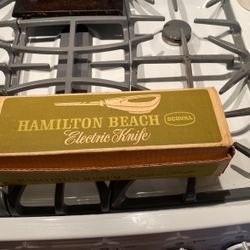 HAMILTON BEACH
SCOVILL
Electric Knife